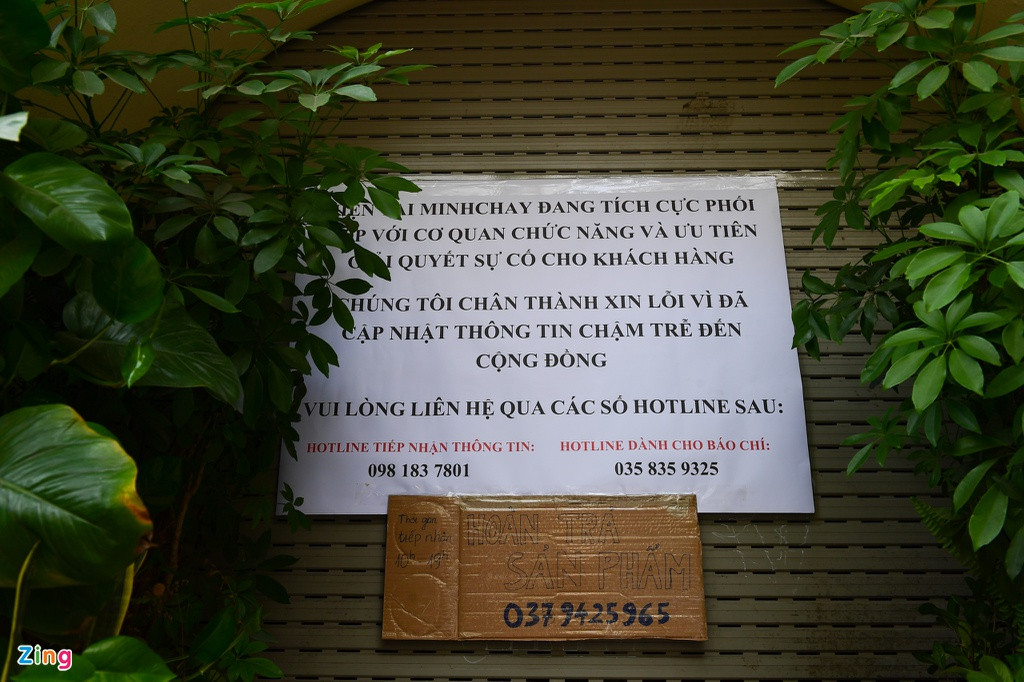 MINHCHAY ĐANG TÍCH CỰC PHỐI
VỚI CƠ QUAN CHỨC NĂNG VÀ ƯU TIÊN
QUYẾT SỰ CỐ CHO KHÁCH HÀNG
CHÚNG TÔI CHÂN THÀNH XIN LỖI VÌ ĐÃ
CẬP NHẬT THÔNG TIN CHẬM TRỄ ĐẾN
CỘNG ĐỒNG
VUI LÒNG LIÊN HỆ QUA CÁC SỐ HOTLINE SAU:
HOTLINE TIẾP NHẬN THÔNG TIN: HOTLINE DÀNH CHO BÁO CHÍ:
098 183 7801 035 835 9325
Thời gian
tiếp nhận
HOÀN TRẢ
SẢN PHẨM
0379425965
Zing